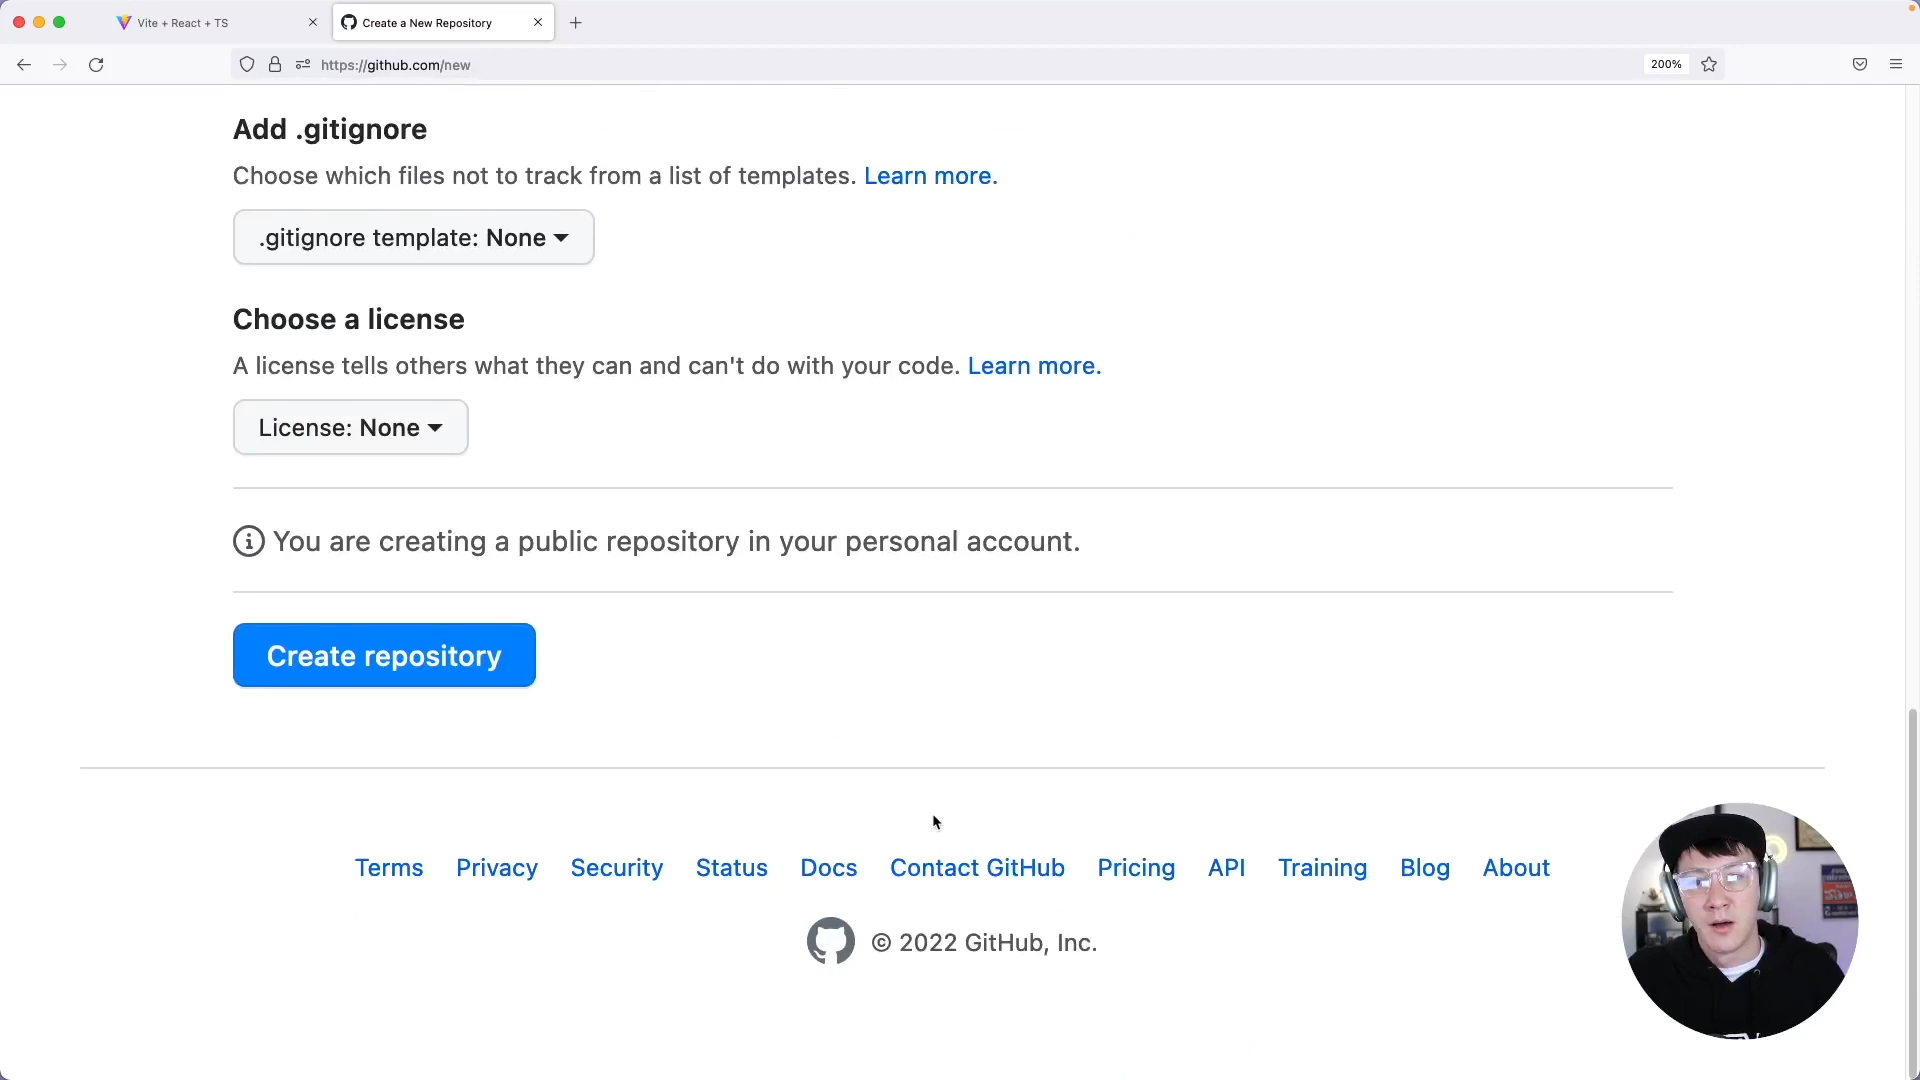 Vite + React + TS
Create a New Repository
https://github.com/new
200%
Add .gitignore
Choose which files not to track from a list of templates. Learn more.
.gitignore template: None
Choose a license
A license tells others what they can and can't do with your code. Learn more.
License: None
You are creating a public repository in your personal account.
Create repository
Terms Privacy Security Status Docs Contact GitHub Pricing API Training Blog About
© 2022 GitHub, Inc.